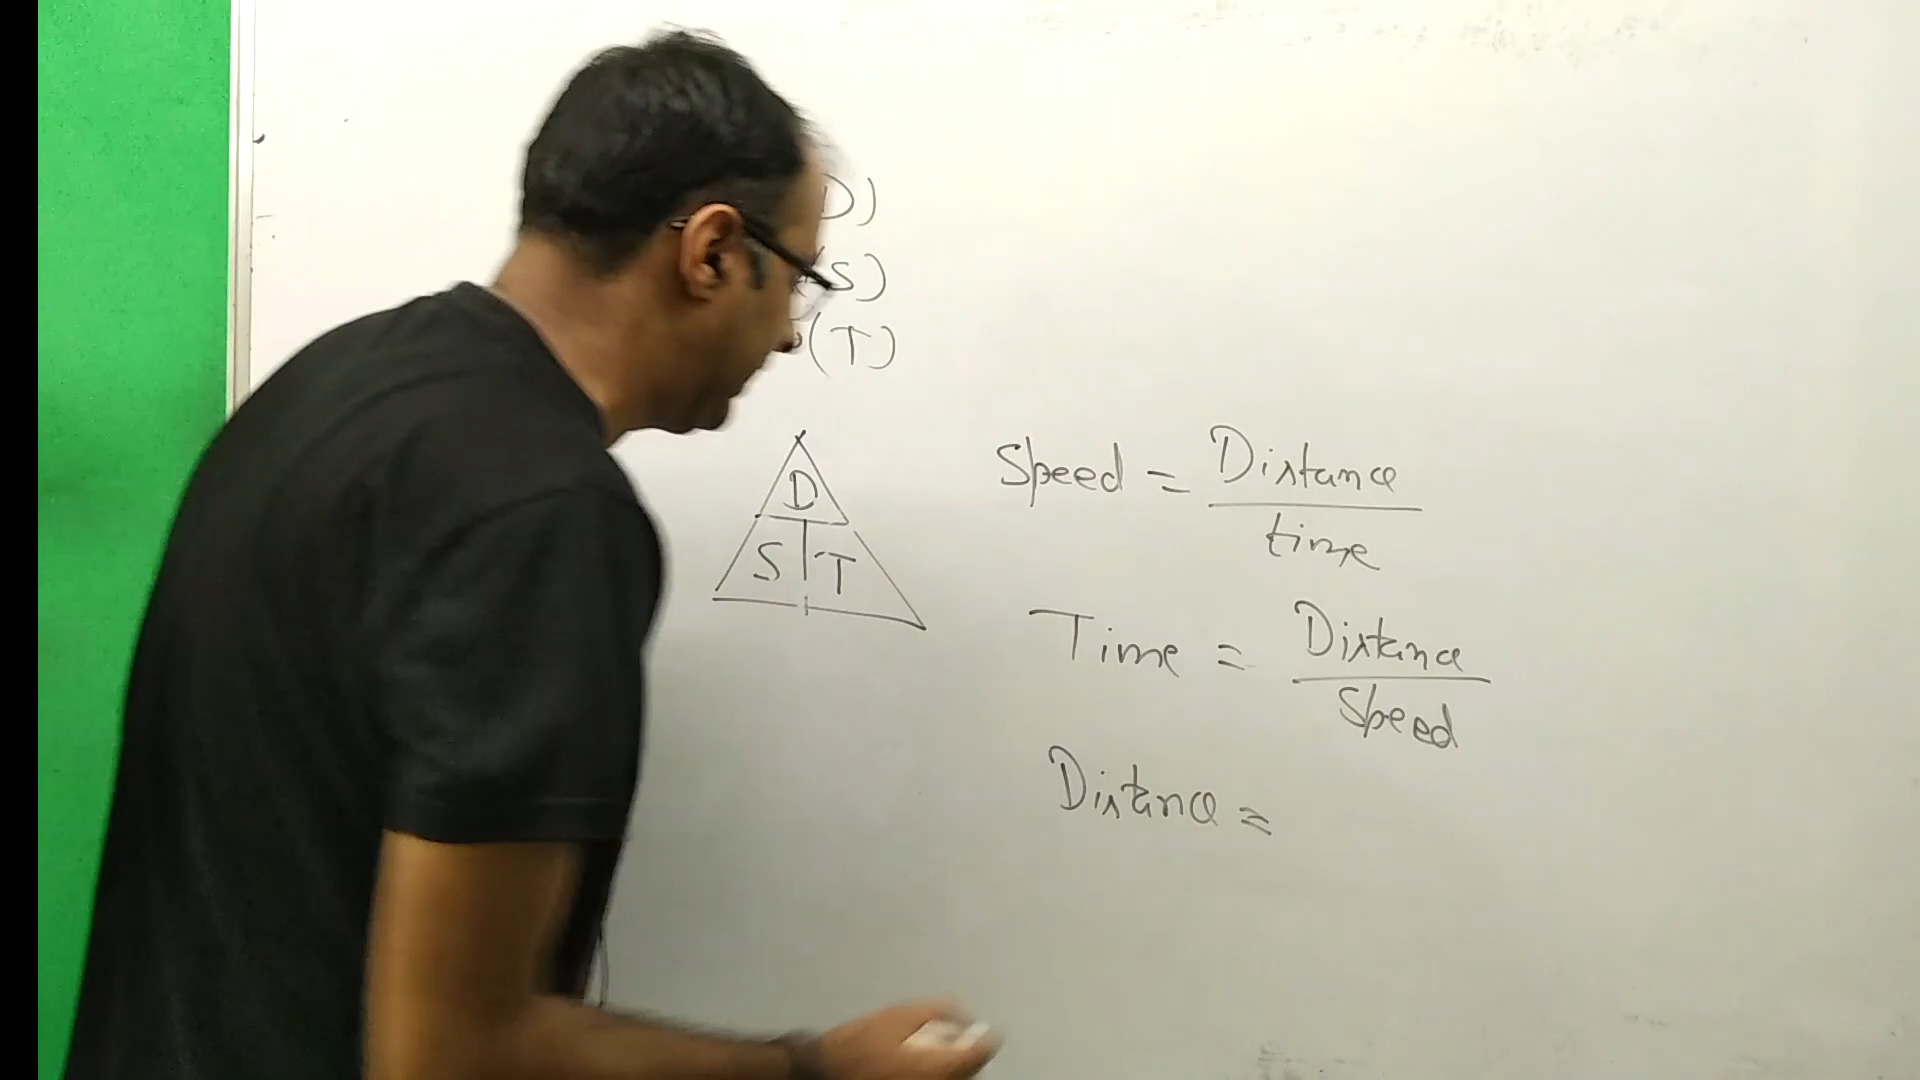 D)
(S)
(T)
D
S T
Speed = Distance
time
Time = Distance
Speed
Distance =